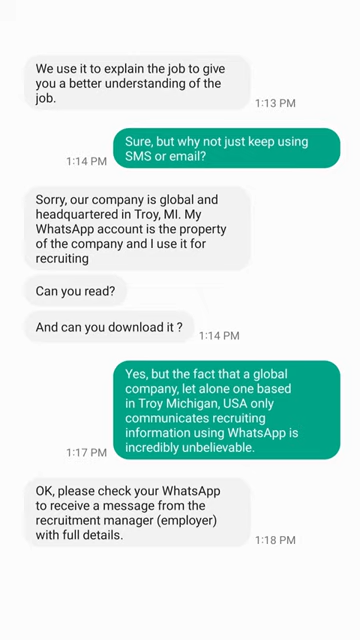 We use it to explain the job to give
you a better understanding of the
job.
1:13 PM
Sure, but why not just keep using
SMS or email?
1:14 PM
Sorry, our company is global and
headquartered in Troy, MI. My
WhatsApp account is the property
of the company and I use it for
recruiting
Can you read?
And can you download it ?
1:14 PM
Yes, but the fact that a global
company, let alone one based
in Troy Michigan, USA only
communicates recruiting
information using WhatsApp is
incredibly unbelievable.
1:17 PM
OK, please check your WhatsApp
to receive a message from the
recruitment manager (employer)
with full details.
1:18 PM